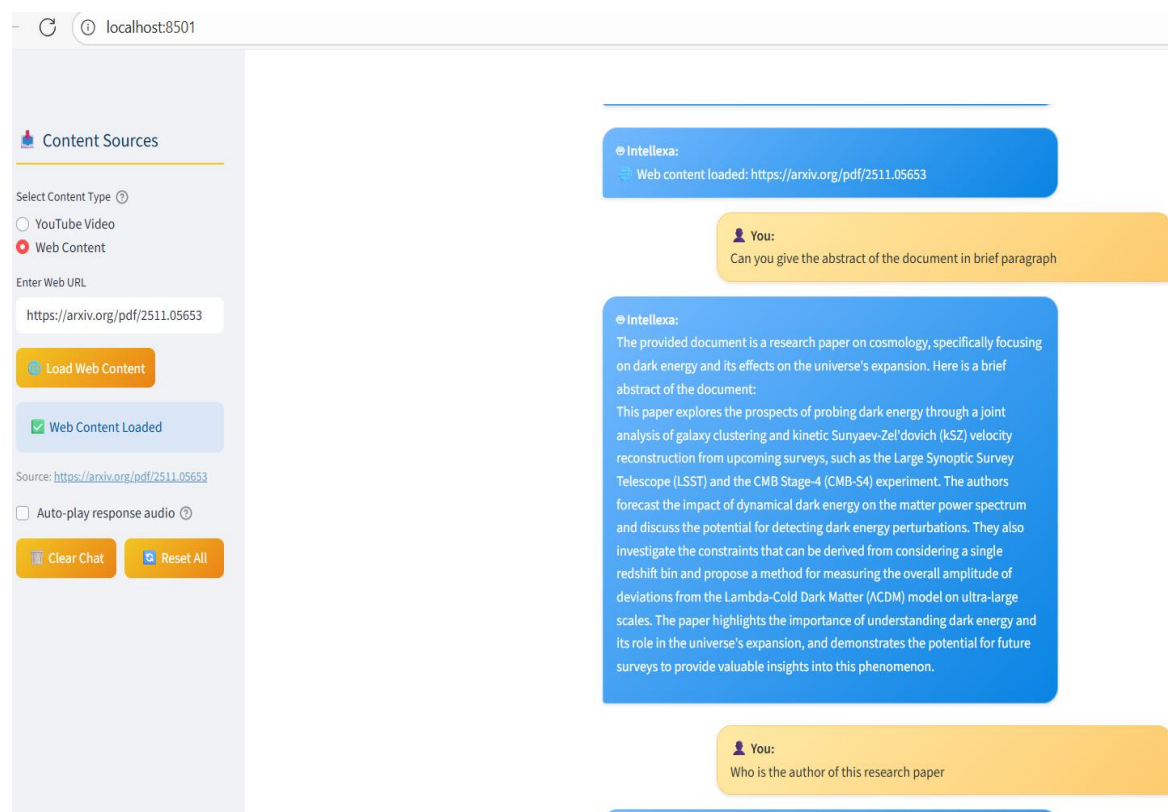 localhost:8501
Content Sources
Select Content Type
YouTube Video
Web Content
Enter Web URL
https://arxiv.org/pdf/2511.05653
Load Web Content
Web Content Loaded
Source: https://arxiv.org/pdf/2511.05653
Auto-play response audio
Clear Chat
Reset All
Intellexa:
Web content loaded: https://arxiv.org/pdf/2511.05653
You:
Can you give the abstract of the document in brief paragraph
Intellexa:
The provided document is a research paper on cosmology, specifically focusing
on dark energy and its effects on the universe's expansion. Here is a brief
abstract of the document:
This paper explores the prospects of probing dark energy through a joint
analysis of galaxy clustering and kinetic Sunyaev-Zel'dovich (kSZ) velocity
reconstruction from upcoming surveys, such as the Large Synoptic Survey
Telescope (LSST) and the CMB Stage-4 (CMB-S4) experiment. The authors
forecast the impact of dynamical dark energy on the matter power spectrum
and discuss the potential for detecting dark energy perturbations. They also
investigate the constraints that can be derived from considering a single
redshift bin and propose a method for measuring the overall amplitude of
deviations from the Lambda-Cold Dark Matter (ΛCDM) model on ultra-large
scales. The paper highlights the importance of understanding dark energy and
its role in the universe's expansion, and demonstrates the potential for future
surveys to provide valuable insights into this phenomenon.
You:
Who is the author of this research paper